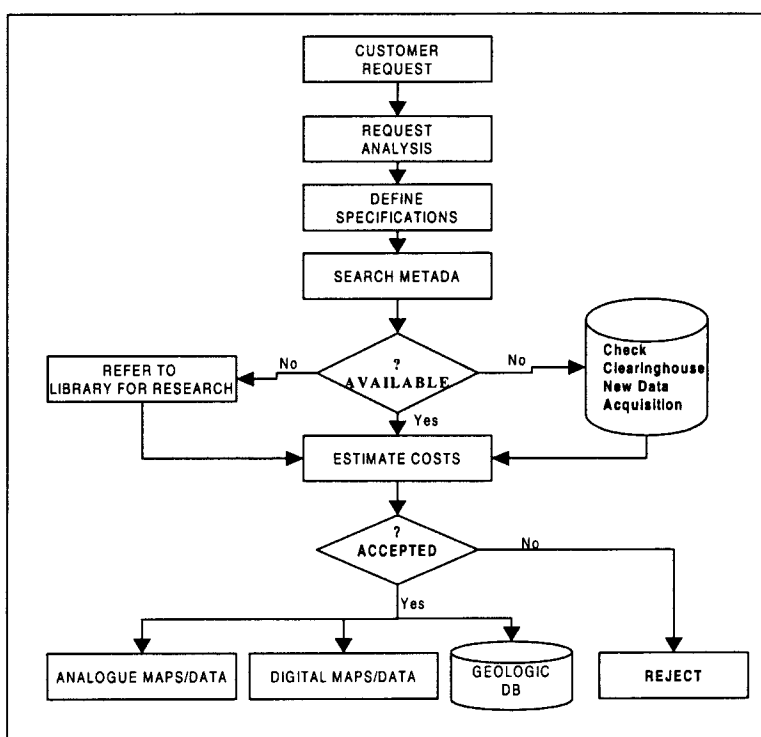 CUSTOMER
REQUEST
REQUEST
ANALYSIS
DEFINE
SPECIFICATIONS
SEARCH METADA
?
AVAILABLE
No
No
Yes
REFER TO
LIBRARY FOR RESEARCH
Check
Clearinghouse
New Data
Acquisition
ESTIMATE COSTS
?
ACCEPTED
No
Yes
ANALOGUE MAPS/DATA
DIGITAL MAPS/DATA
GEOLOGIC
DB
REJECT